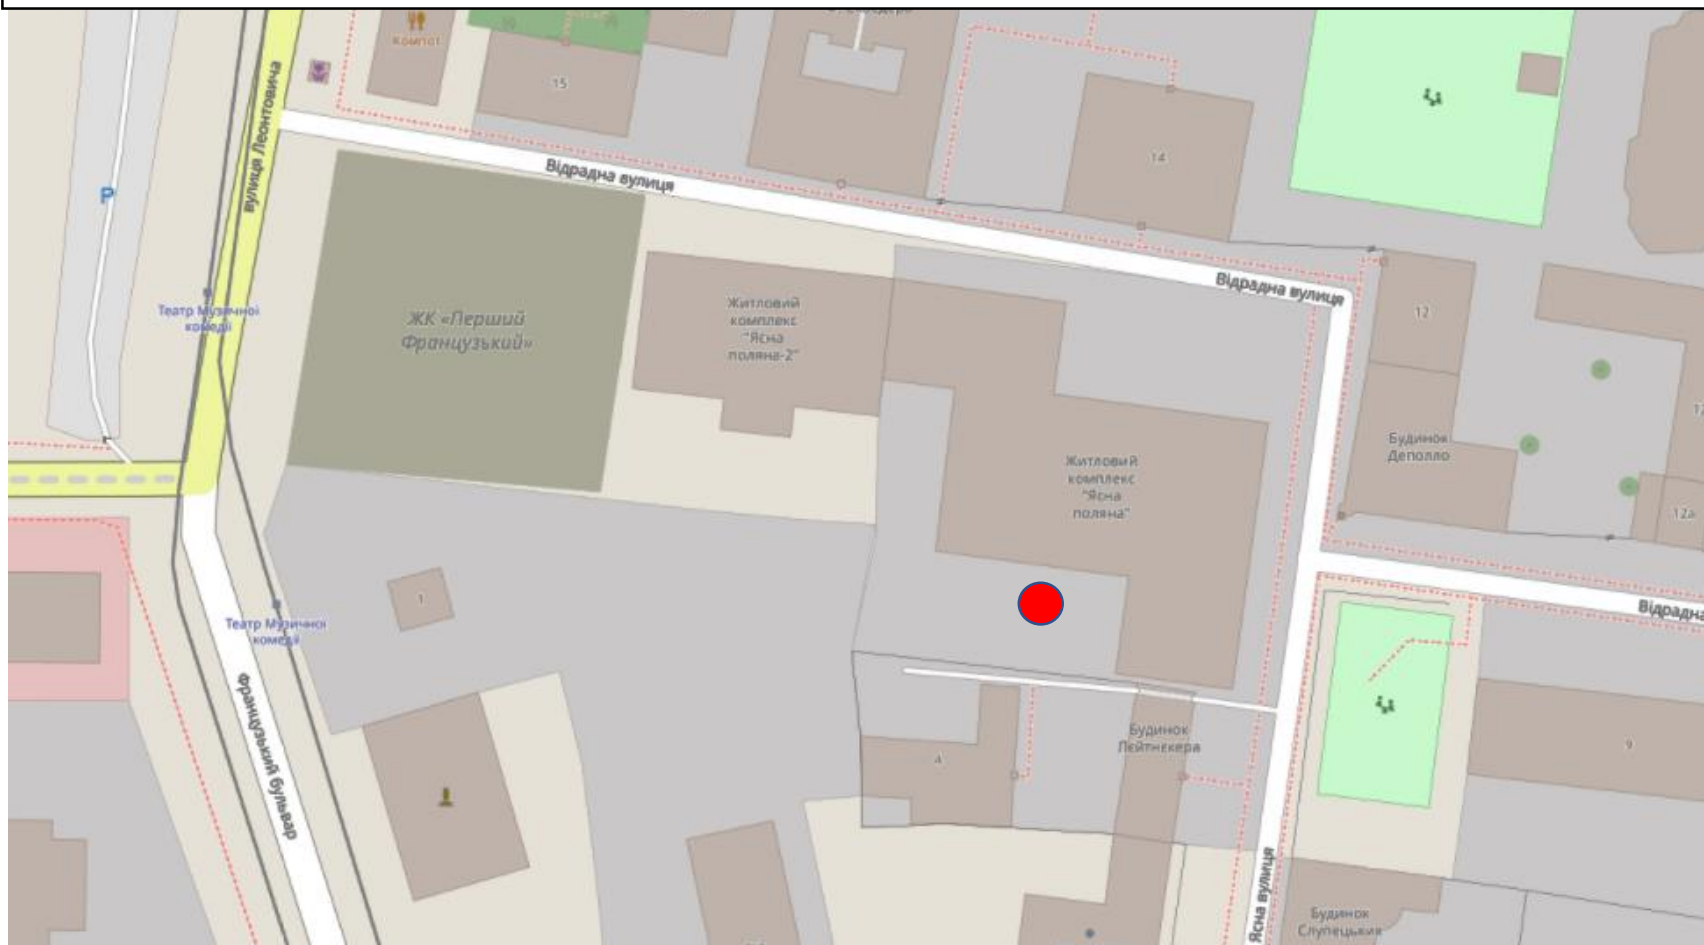 Компот
15
вулиця Леонтовича
Відрадна вулиця
14
P
Театр Музичної
комедії
ЖК «Перший
Французький»
Житловий
комплекс
"Ясна
поляна-2"
Відрадна вулиця
12
Будинок
Деполло
Житловий
комплекс
"Ясна
поляна"
12а
1
Театр Музичної
комедії
Відрадна
Французький бульвар
Будинок
Лейтнекера
4
9
Ясна вулиця
Будинок
Слупецьких